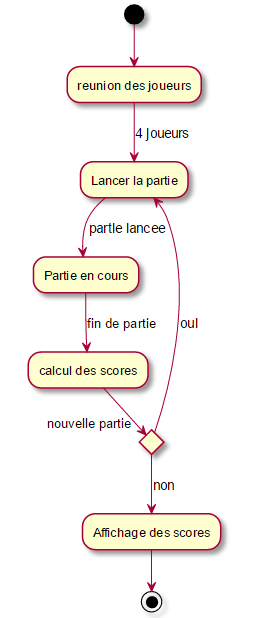 reunion des joueurs
4 joueurs
Lancer la partie
partie lancee
Partie en cours
fin de partie
oui
calcul des scores
nouvelle partie
non
Affichage des scores